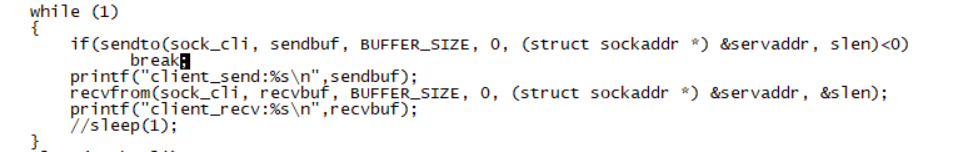 while (1)
{
if(sendto(sock_cli, sendbuf, BUFFER_SIZE, 0, (struct sockaddr *) &servaddr, slen)<0)
break;
printf("client_send:%s\n",sendbuf);
recvfrom(sock_cli, recvbuf, BUFFER_SIZE, 0, (struct sockaddr *) &servaddr, &slen);
printf("client_recv:%s\n",recvbuf);
//sleep(1);
}